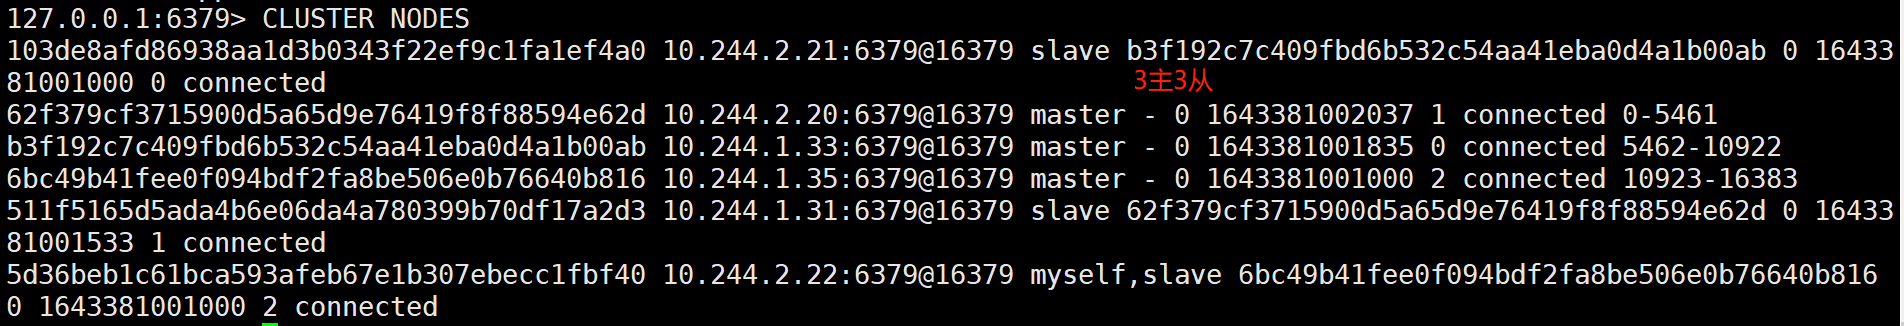 127.0.0.1:6379> CLUSTER NODES
103de8afd86938aa1d3b0343f22ef9c1fa1ef4a0 10.244.2.21:6379@16379 slave b3f192c7c409fbd6b532c54aa41eba0d4a1b00ab 0 16433
81001000 0 connected
3主3从
62f379cf3715900d5a65d9e76419f8f88594e62d 10.244.2.20:6379@16379 master - 0 1643381002037 1 connected 0-5461
b3f192c7c409fbd6b532c54aa41eba0d4a1b00ab 10.244.1.33:6379@16379 master - 0 1643381001835 0 connected 5462-10922
6bc49b41fee0f094bdf2fa8be506e0b76640b816 10.244.1.35:6379@16379 master - 0 1643381001000 2 connected 10923-16383
511f5165d5ada4b6e06da4a780399b70df17a2d3 10.244.1.31:6379@16379 slave 62f379cf3715900d5a65d9e76419f8f88594e62d 0 16433
81001533 1 connected
5d36beb1c61bca593afeb67e1b307ebecc1fbf40 10.244.2.22:6379@16379 myself,slave 6bc49b41fee0f094bdf2fa8be506e0b76640b816
0 1643381001000 2 connected